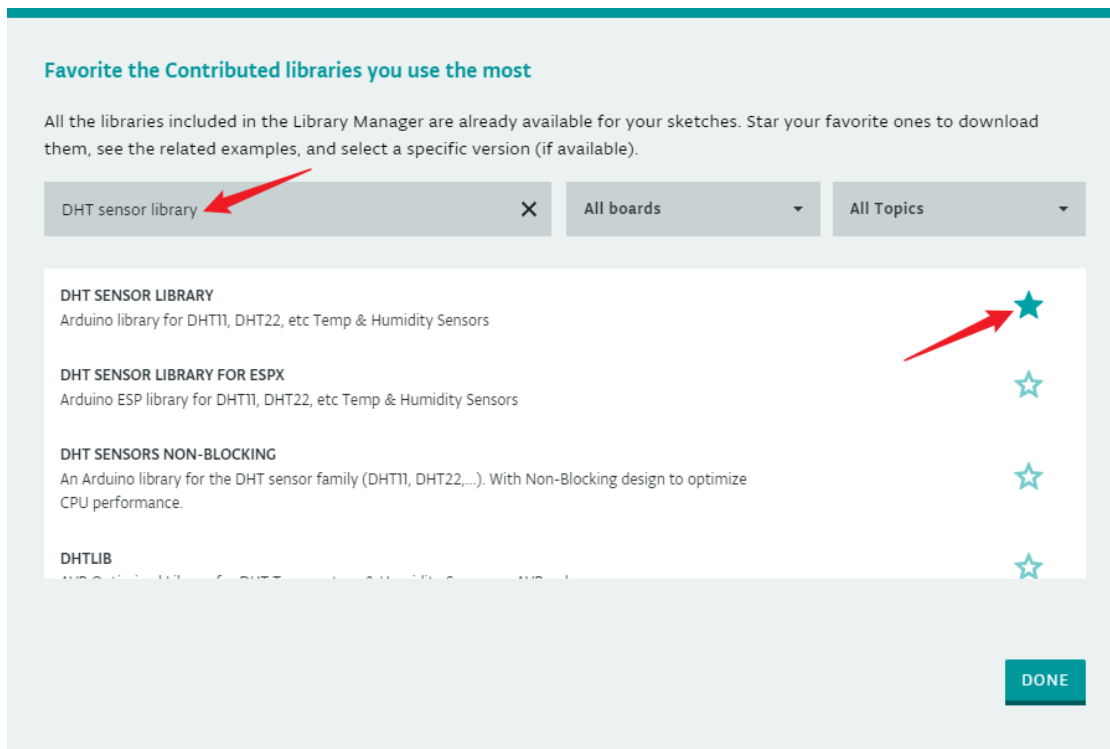 Favorite the Contributed libraries you use the most
All the libraries included in the Library Manager are already available for your sketches. Star your favorite ones to download
them, see the related examples, and select a specific version (if available).
DHT sensor library
All boards
All Topics
DHT SENSOR LIBRARY
Arduino library for DHT11, DHT22, etc Temp & Humidity Sensors
DHT SENSOR LIBRARY FOR ESPX
Arduino ESP library for DHT11, DHT22, etc Temp & Humidity Sensors
DHT SENSORS NON-BLOCKING
An Arduino library for the DHT sensor family (DHT11, DHT22,...). With Non-Blocking design to optimize
CPU performance.
DHTLIB
DONE